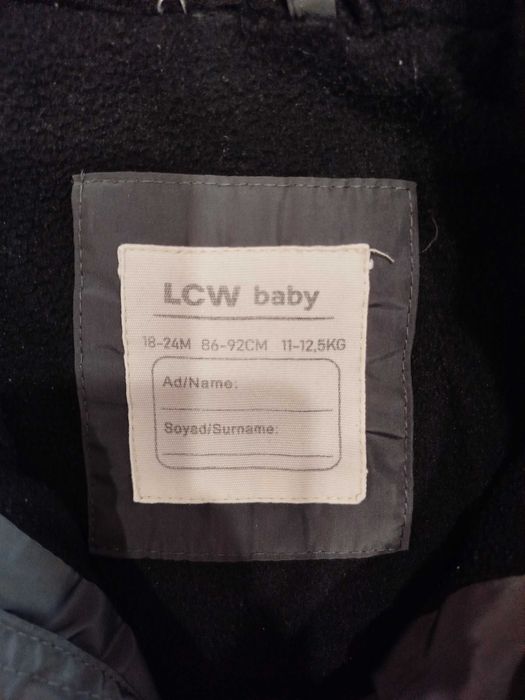 LCW baby
18-24M 86-92CM 11-12,5KG
Ad/Name:
Soyad/Surname: